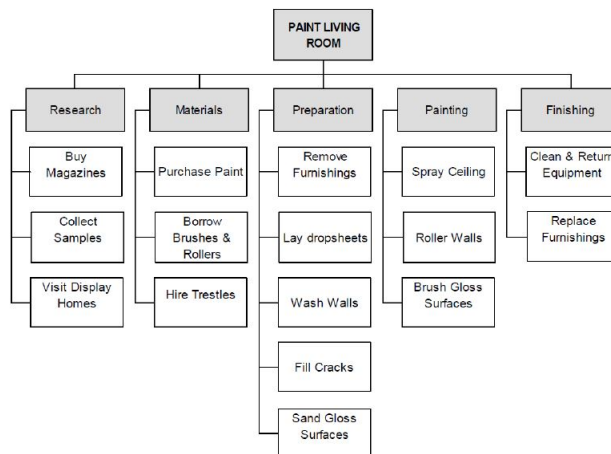 PAINT LIVING
ROOM
Research
Materials
Preparation
Painting
Finishing
Buy
Magazines
Purchase Paint
Remove
Furnishings
Spray Ceiling
Clean & Return
Equipment
Collect
Samples
Borrow
Brushes &
Rollers
Lay dropsheets
Roller Walls
Replace
Furnishings
Visit Display
Homes
Hire Trestles
Wash Walls
Brush Gloss
Surfaces
Fill Cracks
Sand Gloss
Surfaces